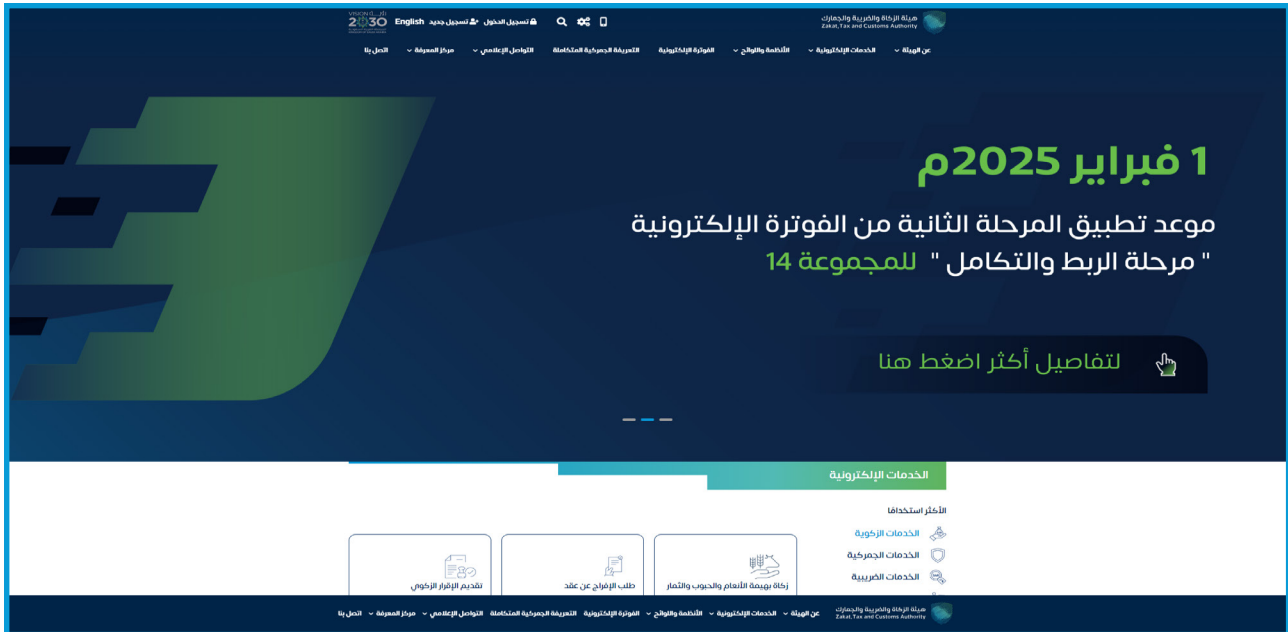 هيئة الزكاة والضريبة والجمارك
Zakat, Tax and Customs Authority
تسجيل الدخول
تسجيل جديد
English
VISION رؤية
2030
عن الهيئة
الخدمات الإلكترونية
الأنظمة واللوائح
الفوترة الإلكترونية
التعريفة الجمركية المتكاملة
التواصل الإعلامي
مركز المعرفة
اتصل بنا
1 فبراير 2025م
موعد تطبيق المرحلة الثانية من الفوترة الإلكترونية
" مرحلة الربط والتكامل " للمجموعة 14
لتفاصيل أكثر اضغط هنا
الخدمات الإلكترونية
الأكثر استخداما
الخدمات الزكوية
الخدمات الجمركية
الخدمات الضريبية
زكاة بهيمة الأنعام والحبوب والثمار
طلب الإفراج عن عقد
تقديم الإقرار الزكوي
هيئة الزكاة والضريبة والجمارك
Zakat, Tax and Customs Authority
عن الهيئة
الخدمات الإلكترونية
الأنظمة واللوائح
الفوترة الإلكترونية
التعريفة الجمركية المتكاملة
التواصل الإعلامي
مركز المعرفة
اتصل بنا